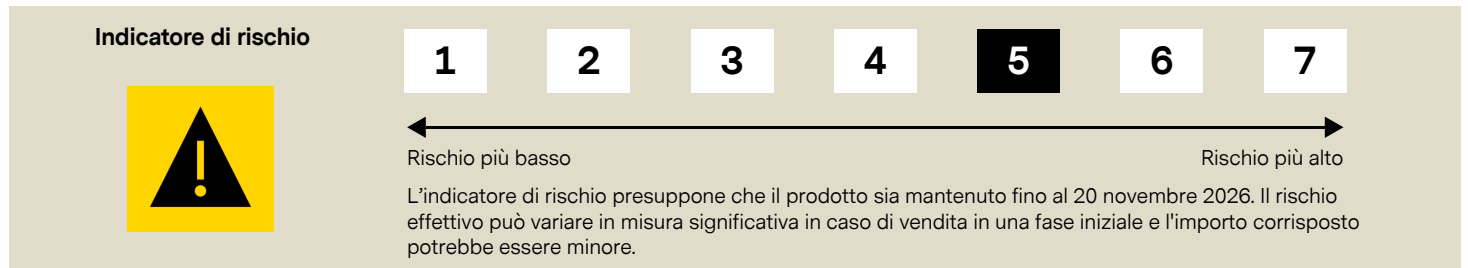 Indicatore di rischio
1 2 3 4 5 6 7
Rischio più basso
Rischio più alto
L’indicatore di rischio presuppone che il prodotto sia mantenuto fino al 20 novembre 2026. Il rischio
effettivo può variare in misura significativa in caso di vendita in una fase iniziale e l'importo corrisposto
potrebbe essere minore.